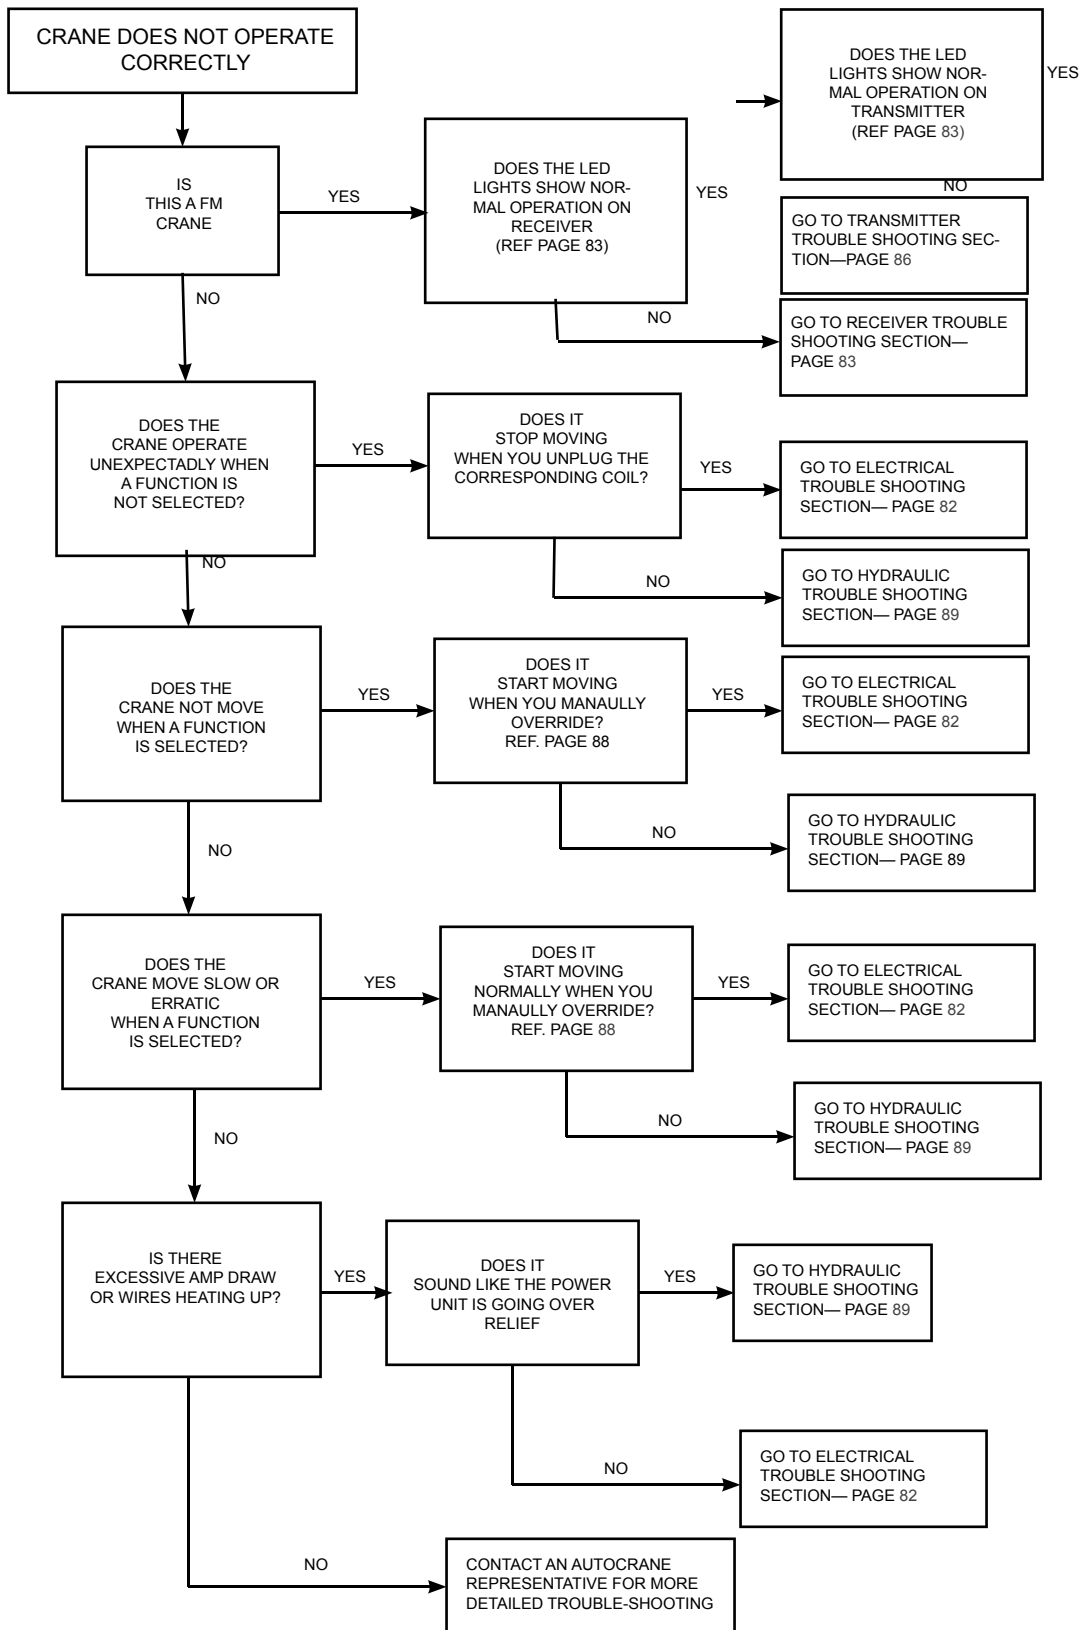 CRANE DOES NOT OPERATE
CORRECTLY
IS
THIS A FM
CRANE
YES
DOES THE LED
LIGHTS SHOW NOR-
MAL OPERATION ON
RECEIVER
(REF PAGE 83)
YES
DOES THE LED
LIGHTS SHOW NOR-
MAL OPERATION ON
TRANSMITTER
(REF PAGE 83)
YES
NO
GO TO TRANSMITTER
TROUBLE SHOOTING SEC-
TION—PAGE 86
NO
GO TO RECEIVER TROUBLE
SHOOTING SECTION—
PAGE 83
NO
DOES THE
CRANE OPERATE
UNEXPECTADLY WHEN
A FUNCTION IS
NOT SELECTED?
YES
DOES IT
STOP MOVING
WHEN YOU UNPLUG THE
CORRESPONDING COIL?
YES
GO TO ELECTRICAL
TROUBLE SHOOTING
SECTION— PAGE 82
NO
GO TO HYDRAULIC
TROUBLE SHOOTING
SECTION— PAGE 89
NO
DOES THE
CRANE NOT MOVE
WHEN A FUNCTION
IS SELECTED?
YES
DOES IT
START MOVING
WHEN YOU MANAULLY
OVERRIDE?
REF. PAGE 88
YES
GO TO ELECTRICAL
TROUBLE SHOOTING
SECTION— PAGE 82
NO
GO TO HYDRAULIC
TROUBLE SHOOTING
SECTION— PAGE 89
NO
DOES THE
CRANE MOVE SLOW OR
ERRATIC
WHEN A FUNCTION
IS SELECTED?
YES
DOES IT
START MOVING
NORMALLY WHEN YOU
MANAULLY OVERRIDE?
REF. PAGE 88
YES
GO TO ELECTRICAL
TROUBLE SHOOTING
SECTION— PAGE 82
NO
GO TO HYDRAULIC
TROUBLE SHOOTING
SECTION— PAGE 89
NO
IS THERE
EXCESSIVE AMP DRAW
OR WIRES HEATING UP?
YES
DOES IT
SOUND LIKE THE POWER
UNIT IS GOING OVER
RELIEF
YES
GO TO HYDRAULIC
TROUBLE SHOOTING
SECTION— PAGE 89
NO
GO TO ELECTRICAL
TROUBLE SHOOTING
SECTION— PAGE 82
NO
CONTACT AN AUTOCRANE
REPRESENTATIVE FOR MORE
DETAILED TROUBLE-SHOOTING